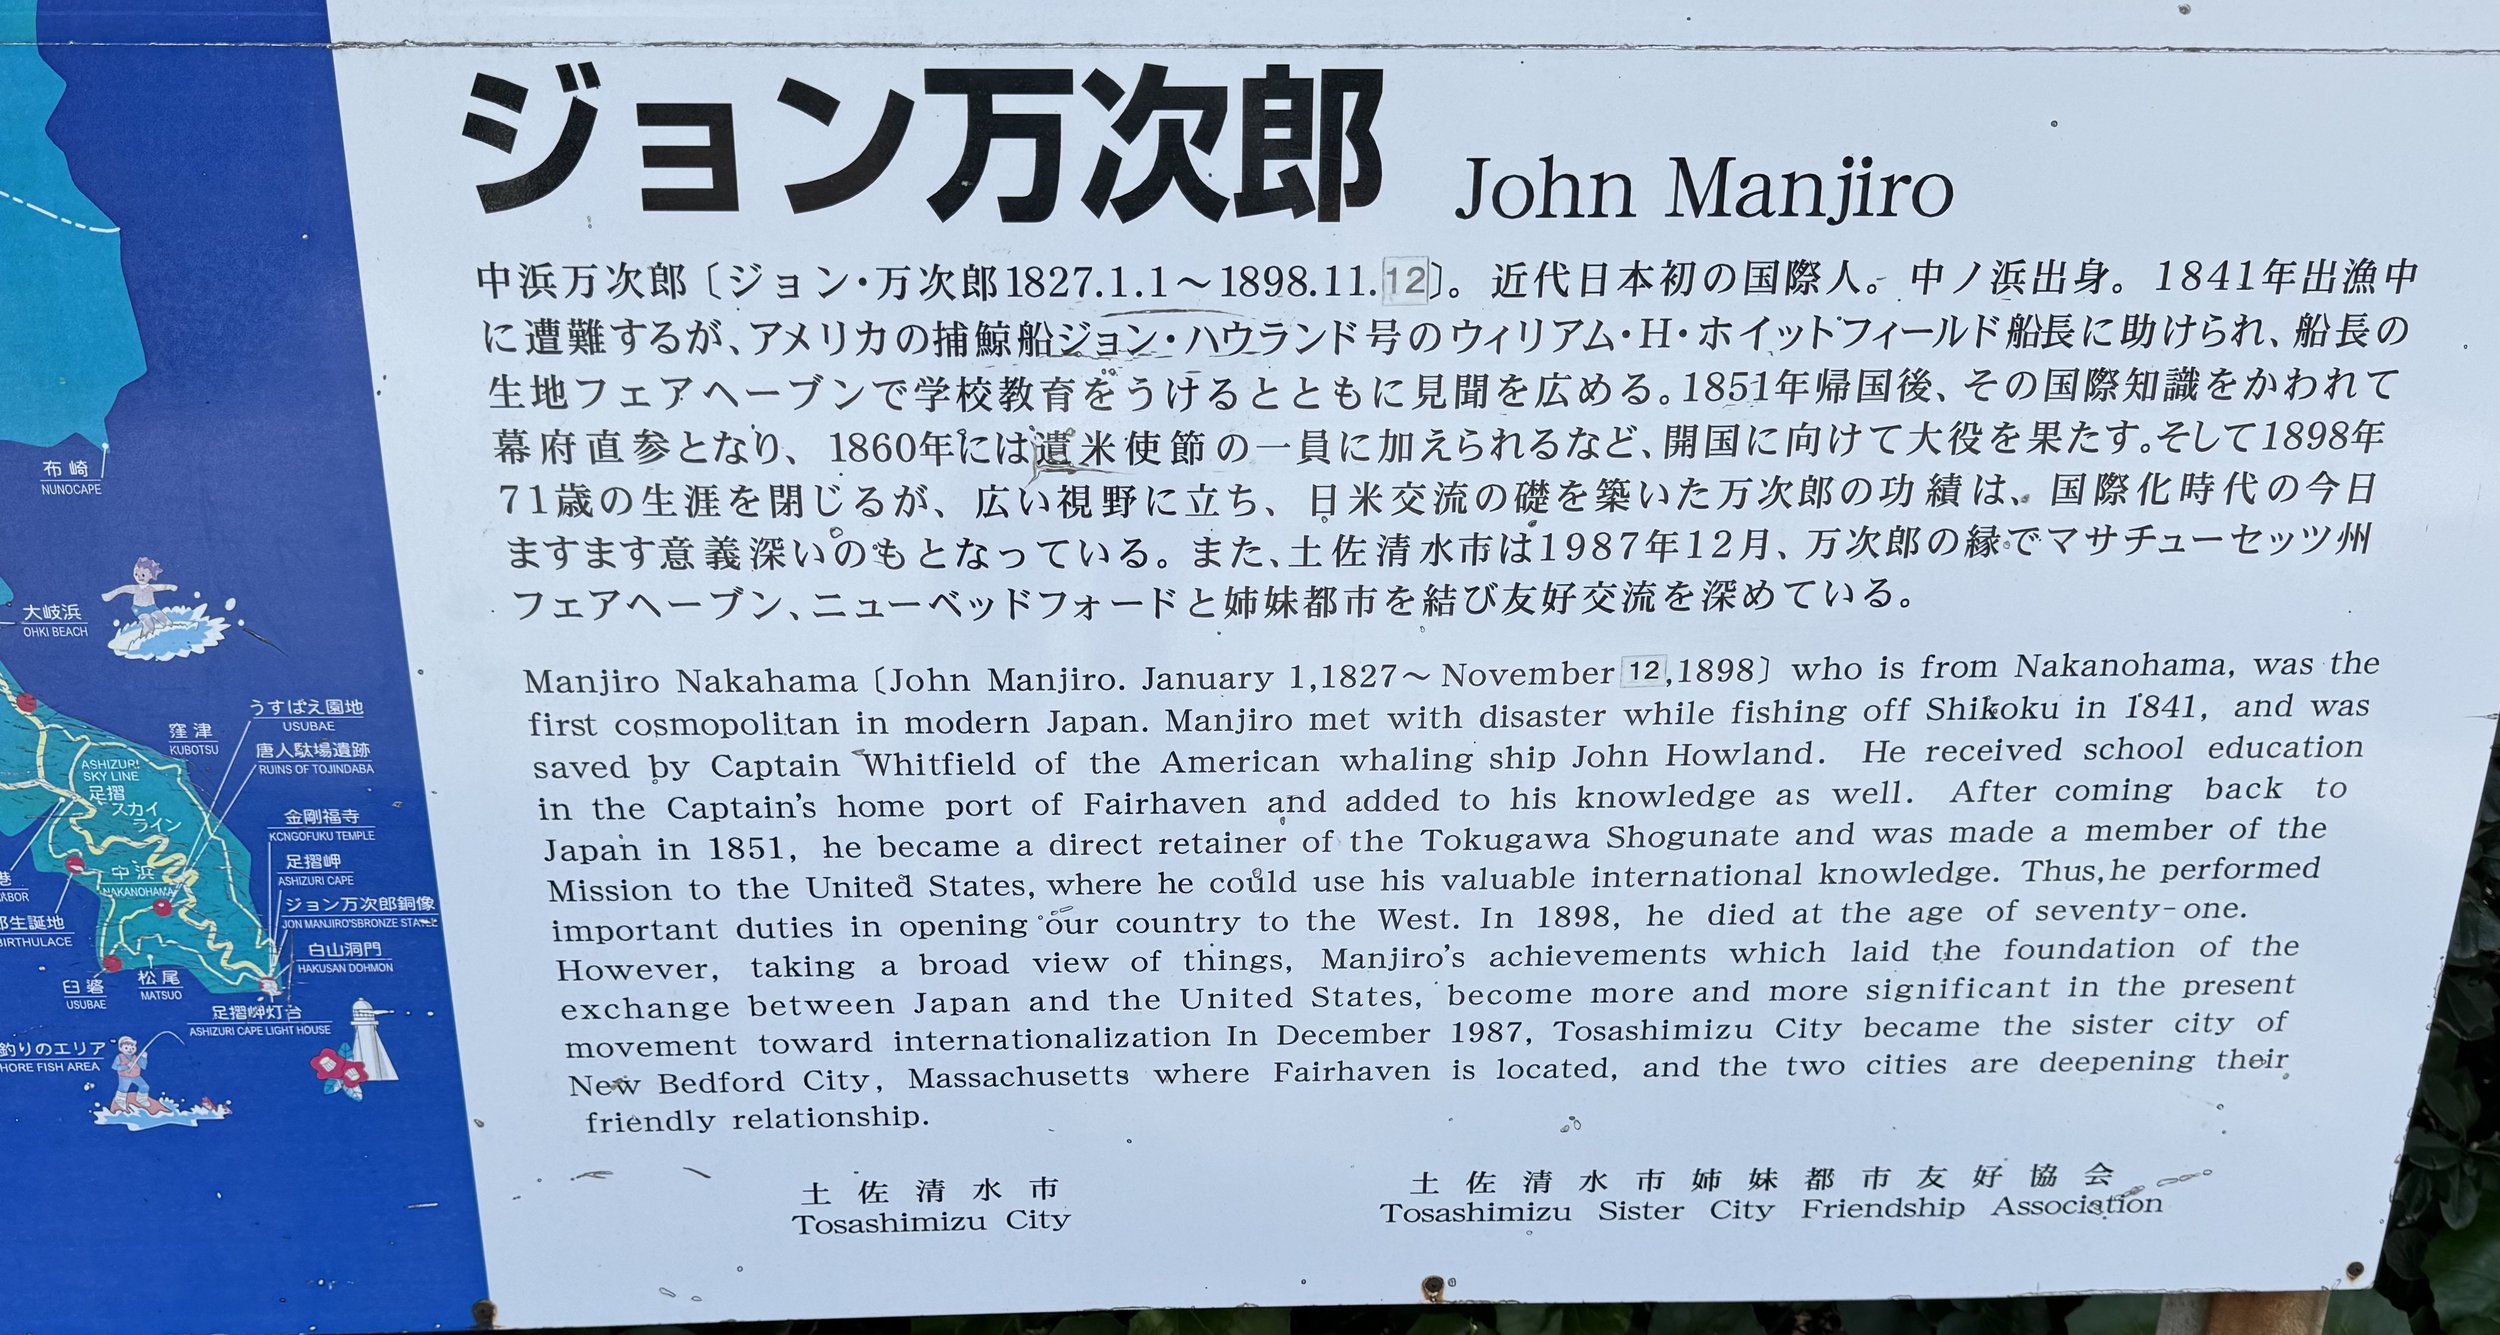 ジョン万次郎 John Manjiro
中浜万次郎〔ジョン・万次郎1827.1.1～1898.11.12〕。近代日本初の国際人。中ノ浜出身。1841年出漁中
に遭難するが、アメリカの捕鯨船ジョン・ハウランド号のウィリアム・H・ホイットフィールド船長に助けられ、船長の
生地フェアヘーブンで学校教育をうけるとともに見聞を広める。1851年帰国後、その国際知識をかわれて
幕府直参となり、1860年には遣米使節の一員に加えられるなど、開国に向けて大役を果たす。そして1898年
71歳の生涯を閉じるが、広い視野に立ち、日米交流の礎を築いた万次郎の功績は、国際化時代の今日
ますます意義深いのもとなっている。また、土佐清水市は1987年12月、万次郎の縁でマサチューセッツ州
フェアヘーブン、ニューベッドフォードと姉妹都市を結び友好交流を深めている。
Manjiro Nakahama〔John Manjiro. January 1,1827～November 12,1898〕who is from Nakanohama, was the
first cosmopolitan in modern Japan. Manjiro met with disaster while fishing off Shikoku in 1841, and was
saved by Captain Whitfield of the American whaling ship John Howland. He received school education
in the Captain's home port of Fairhaven and added to his knowledge as well. After coming back to
Japan in 1851, he became a direct retainer of the Tokugawa Shogunate and was made a member of the
Mission to the United States, where he could use his valuable international knowledge. Thus, he performed
important duties in opening our country to the West. In 1898, he died at the age of seventy-one.
However, taking a broad view of things, Manjiro's achievements which laid the foundation of the
exchange between Japan and the United States, become more and more significant in the present
movement toward internationalization In December 1987, Tosashimizu City became the sister city of
New Bedford City, Massachusetts where Fairhaven is located, and the two cities are deepening their
friendly relationship.
土佐清水市
Tosashimizu City
土佐清水市姉妹都市友好協会
Tosashimizu Sister City Friendship Association
布崎
NUNOCAPE
大岐浜
OHKI BEACH
窪津
KUBOTSU
うすばえ園地
USUBAE
唐人駄場遺跡
RUINS OF TOJINDABA
ASHIZURI
SKY LINE
足摺
スカイ
ライン
金剛福寺
KONGOFUKU TEMPLE
足摺岬
ASHIZURI CAPE
中浜
NAKANOHAMA
ジョン万次郎銅像
JON MANJIRO'SBRONZE STATUE
港
ABOR
郎生誕地
BIRTHULACE
白山洞門
HAKUSAN DOHMON
臼婆
USUBAE
松尾
MATSUO
足摺岬灯台
ASHIZURI CAPE LIGHT HOUSE
釣りのエリア
HORE FISH AREA